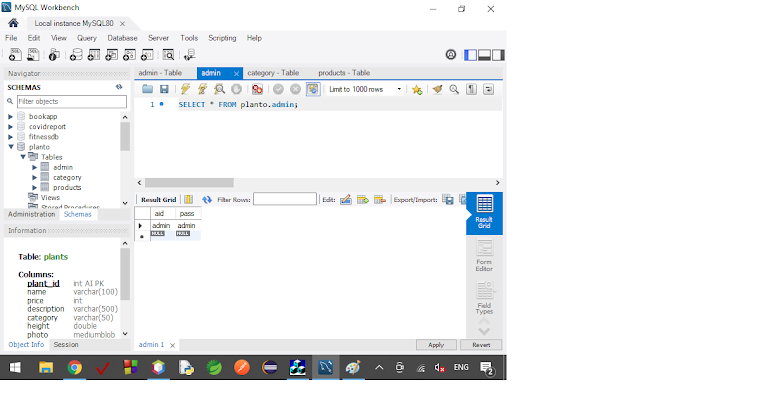 MySQL Workbench
Local instance MySQL80
File Edit View Query Database Server Tools Scripting Help
Navigator
SCHEMAS
Filter objects
bookapp
covidreport
fitnessdb
planto
Tables
admin
category
products
Views
Stored Procedures
Administration Schemas
Information
Table: plants
Columns:
plant_id int AI PK
name varchar(100)
price int
description varchar(500)
category varchar(50)
height double
photo mediumblob
Object Info Session
admin - Table admin category - Table products - Table
Limit to 1000 rows
1 SELECT * FROM planto.admin;
Result Grid Filter Rows: Edit: Export/Import:
aid pass
admin admin
NULL NULL
Result Grid
Form Editor
Field Types
admin 1 Apply Revert
ENG 2